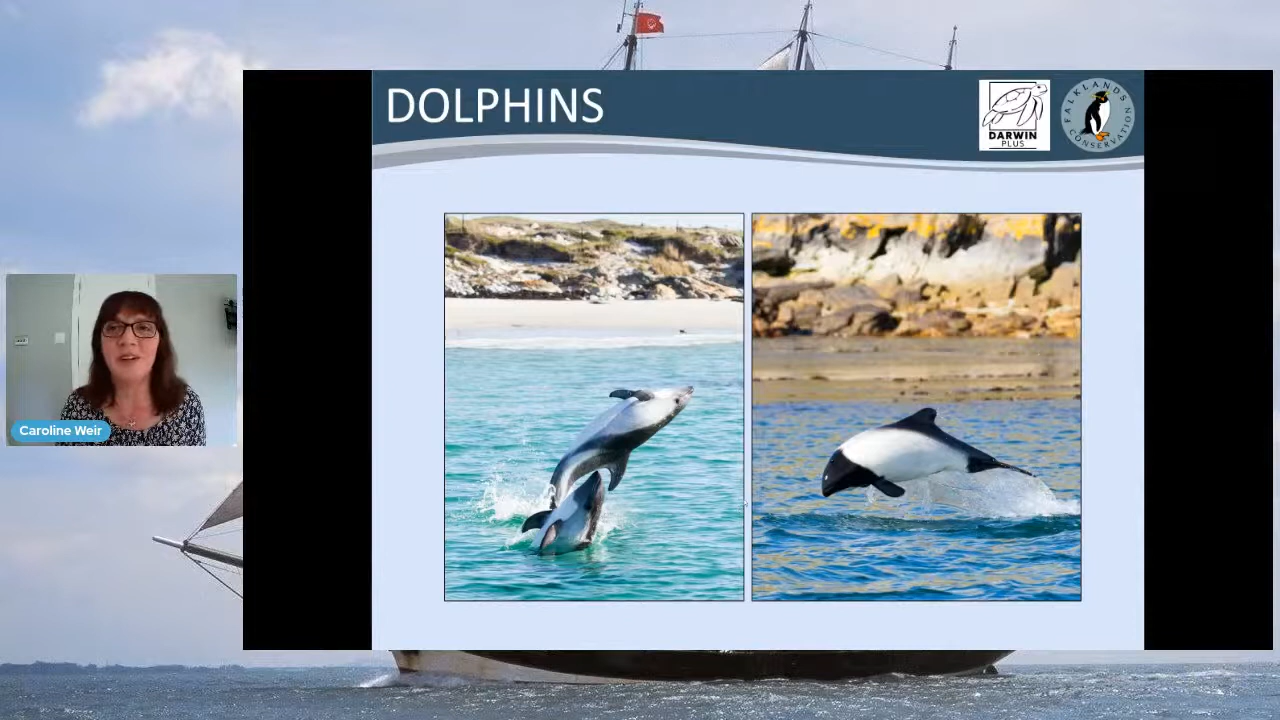 DOLPHINS
DARWIN
PLUS
FALKLANDS
CONSERVATION
Caroline Weir